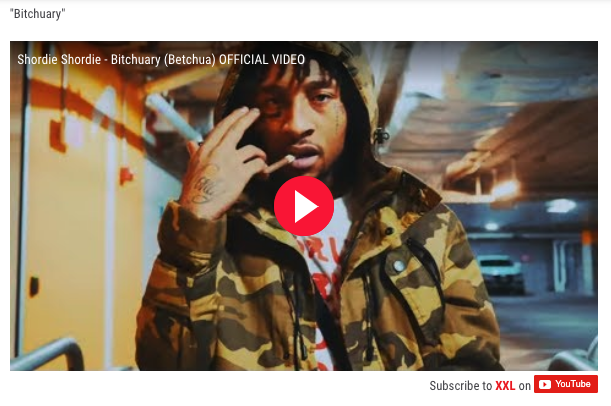 "Bitchuary"
Shordie Shordie - Bitchuary (Betchua) OFFICIAL VIDEO
Subscribe to XXL on YouTube